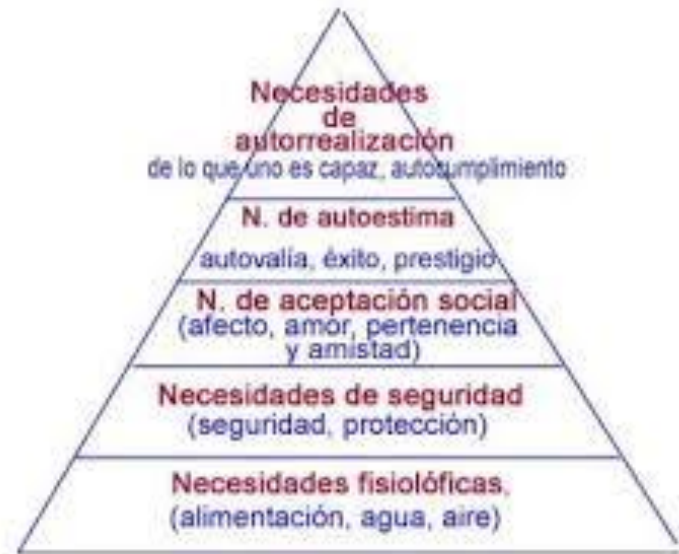 Necesidades
de
autorrealización
de lo que uno es capaz, autocumplimiento
N. de autoestima
autovalía, éxito, prestigio
N. de aceptación social
(afecto, amor, pertenencia
y amistad)
Necesidades de seguridad
(seguridad, protección)
Necesidades fisiolóficas,
(alimentación, agua, aire)